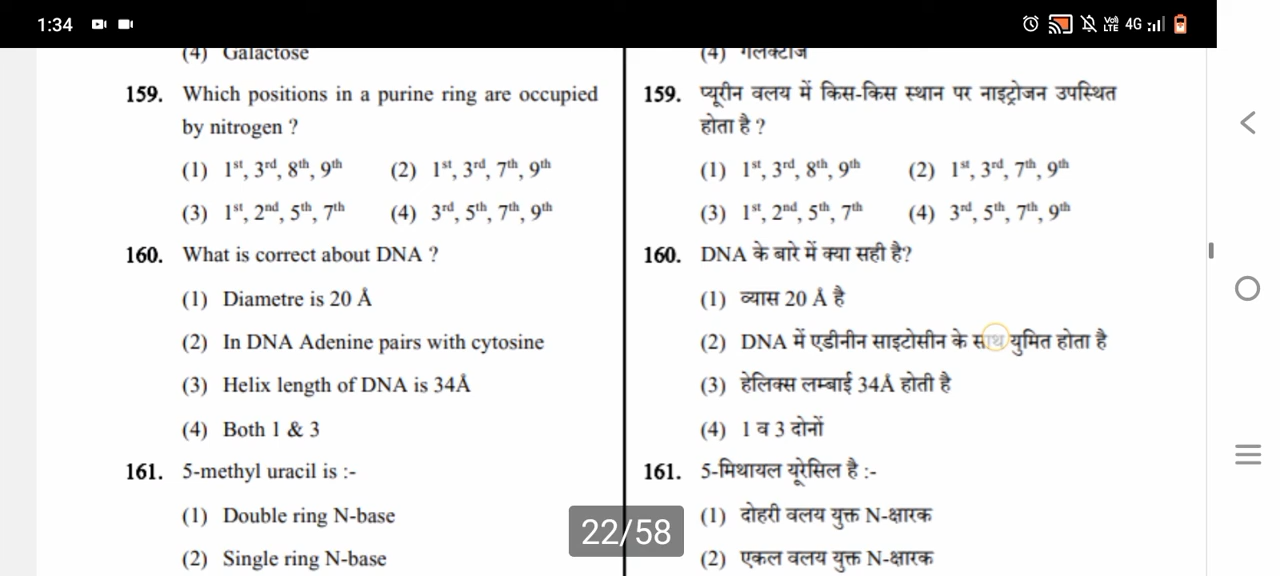 1:34
Vo)) LTE 4G
(4) Galactose
159. Which positions in a purine ring are occupied
by nitrogen ?
(1) 1st, 3rd, 8th, 9th (2) 1st, 3rd, 7th, 9th
(3) 1st, 2nd, 5th, 7th (4) 3rd, 5th, 7th, 9th
160. What is correct about DNA ?
(1) Diametre is 20 Å
(2) In DNA Adenine pairs with cytosine
(3) Helix length of DNA is 34Å
(4) Both 1 & 3
161. 5-methyl uracil is :-
(1) Double ring N-base
(2) Single ring N-base
(4) गैलेक्टोज
159. प्यूरीन वलय में किस-किस स्थान पर नाइट्रोजन उपस्थित
होता है ?
(1) 1st, 3rd, 8th, 9th (2) 1st, 3rd, 7th, 9th
(3) 1st, 2nd, 5th, 7th (4) 3rd, 5th, 7th, 9th
160. DNA के बारे में क्या सही है?
(1) व्यास 20 Å है
(2) DNA में एडीनीन साइटोसीन के साथ युमित होता है
(3) हेलिक्स लम्बाई 34Å होती है
(4) 1 व 3 दोनों
161. 5-मिथायल यूरेसिल है :-
(1) दोहरी वलय युक्त N-क्षारक
(2) एकल वलय युक्त N-क्षारक
22/58